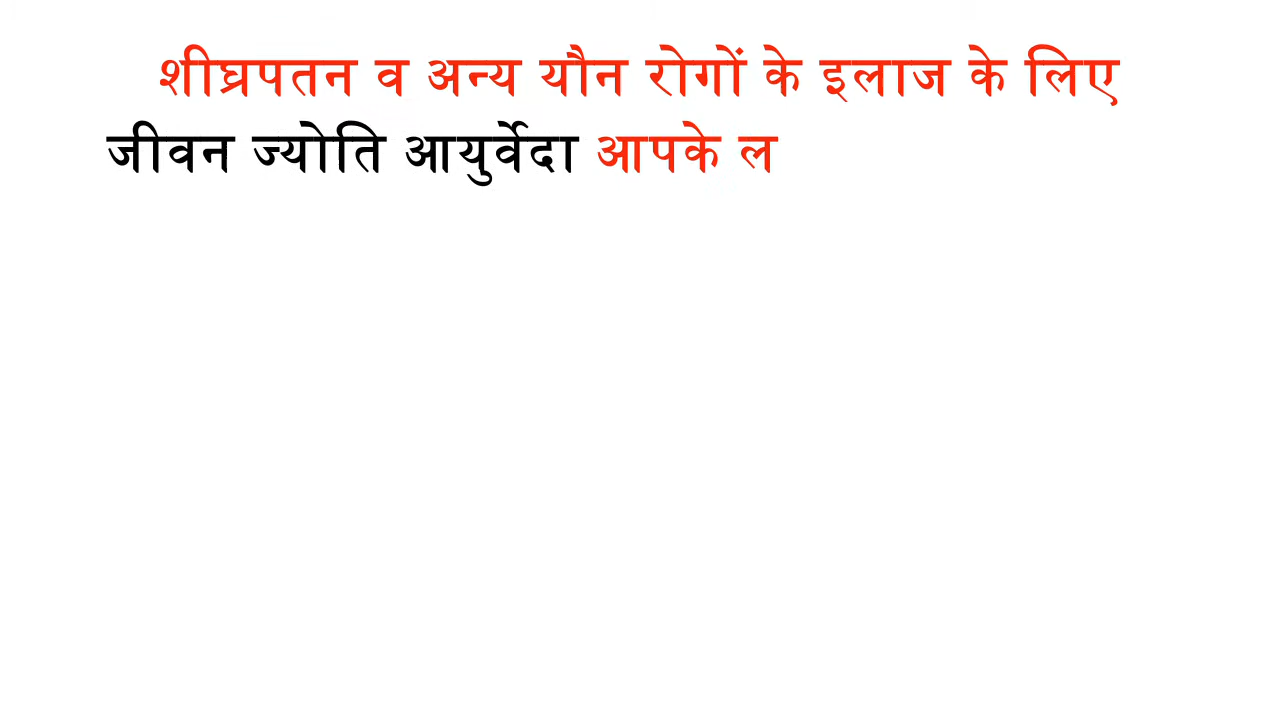 शीघ्रपतन व अन्य यौन रोगों के इलाज के लिए
जीवन ज्योति आयुर्वेदा आपके ल